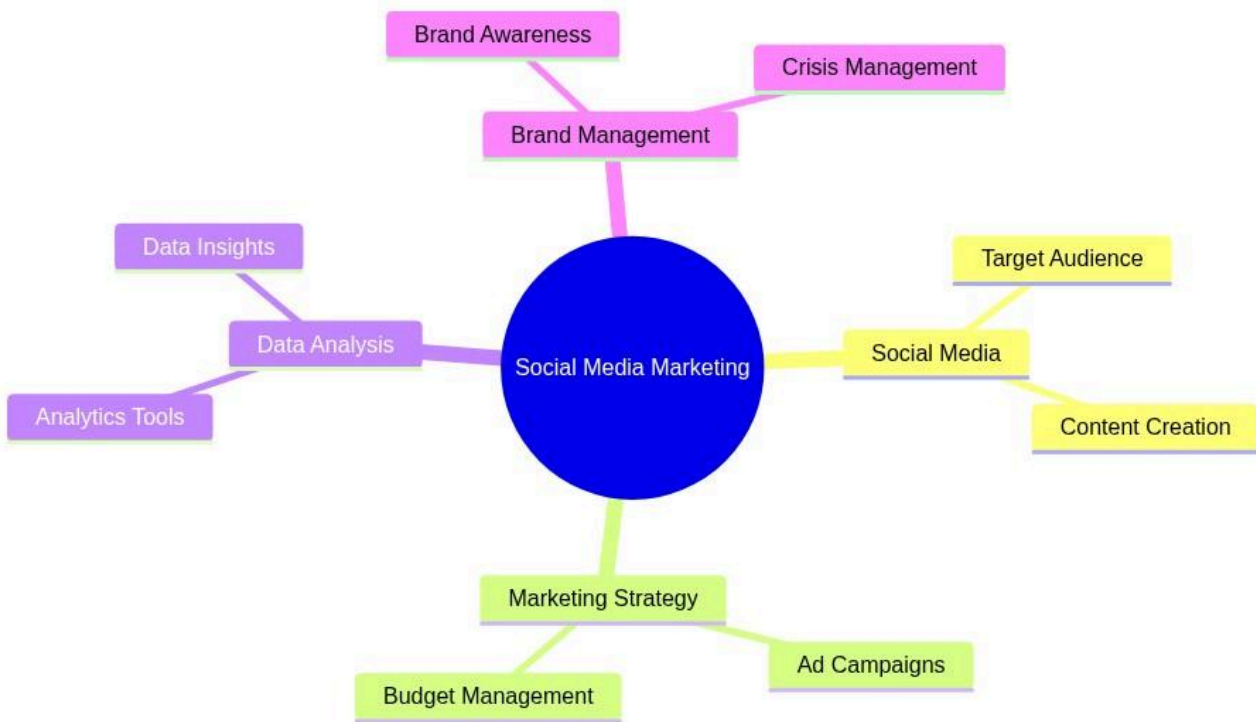 Brand Awareness
Crisis Management
Brand Management
Data Insights
Target Audience
Data Analysis
Social Media Marketing
Social Media
Analytics Tools
Content Creation
Marketing Strategy
Ad Campaigns
Budget Management